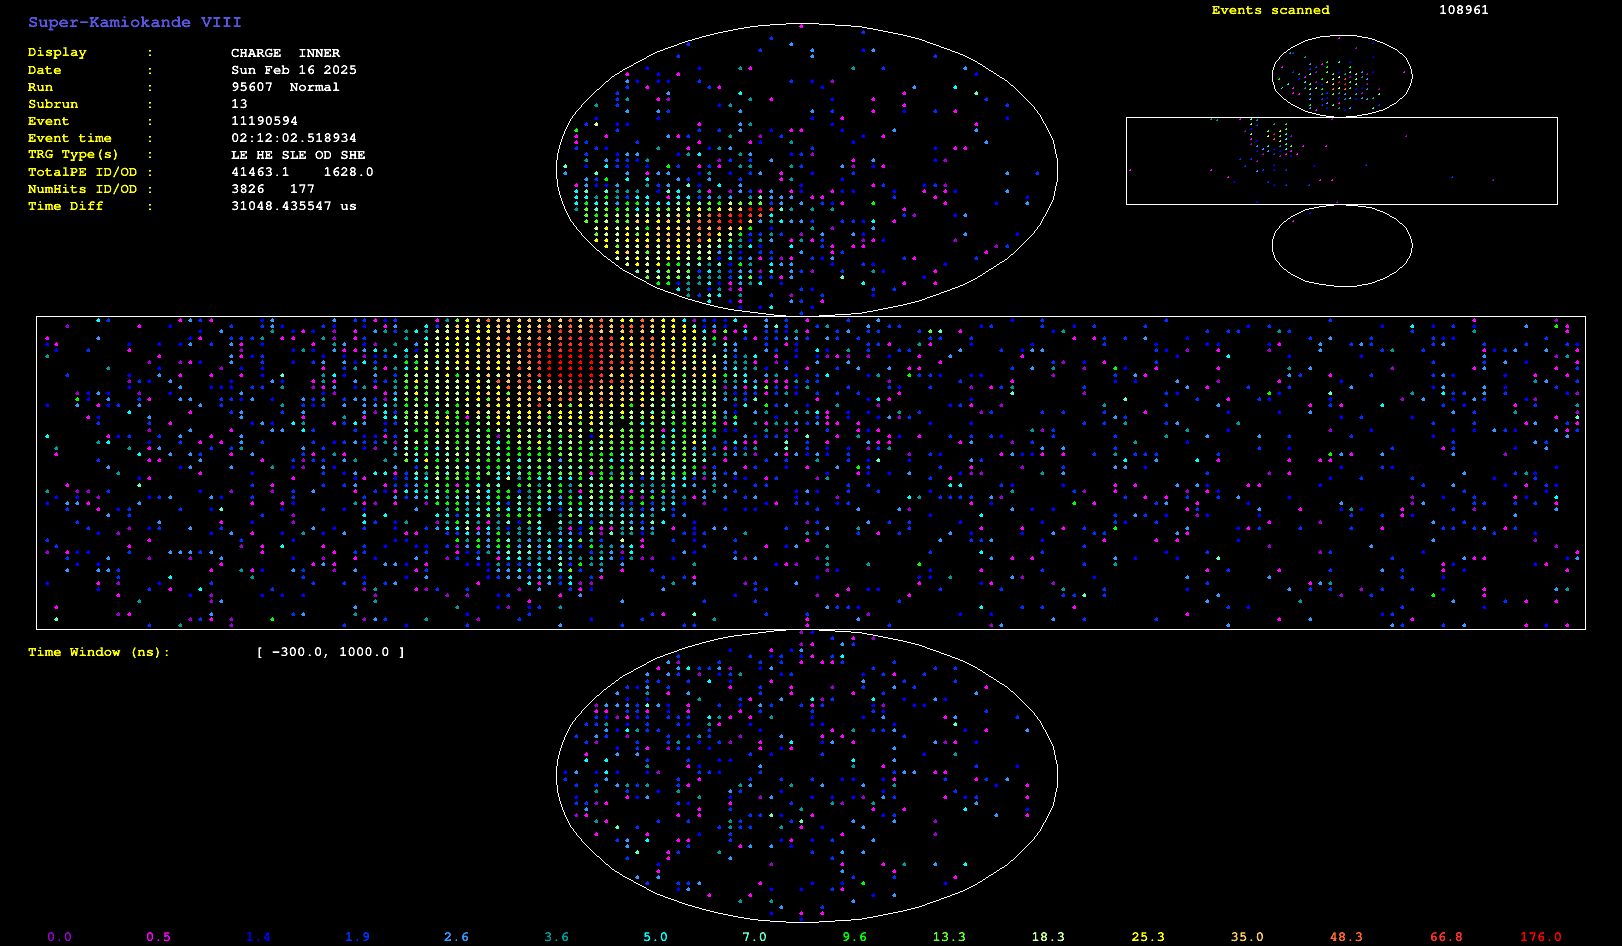 Super-Kamiokande VIII
Events scanned 108961
Display : CHARGE INNER
Date : Sun Feb 16 2025
Run : 95607 Normal
Subrun : 13
Event : 11190594
Event time : 02:12:02.518934
TRG Type(s) : LE HE SLE OD SHE
TotalPE ID/OD : 41463.1 1628.0
NumHits ID/OD : 3826 177
Time Diff : 31048.435547 us
Time Window (ns): [ -300.0, 1000.0 ]
0.0 0.5 1.4 1.9 2.6 3.6 5.0 7.0 9.6 13.3 18.3 25.3 35.0 48.3 66.8 176.0